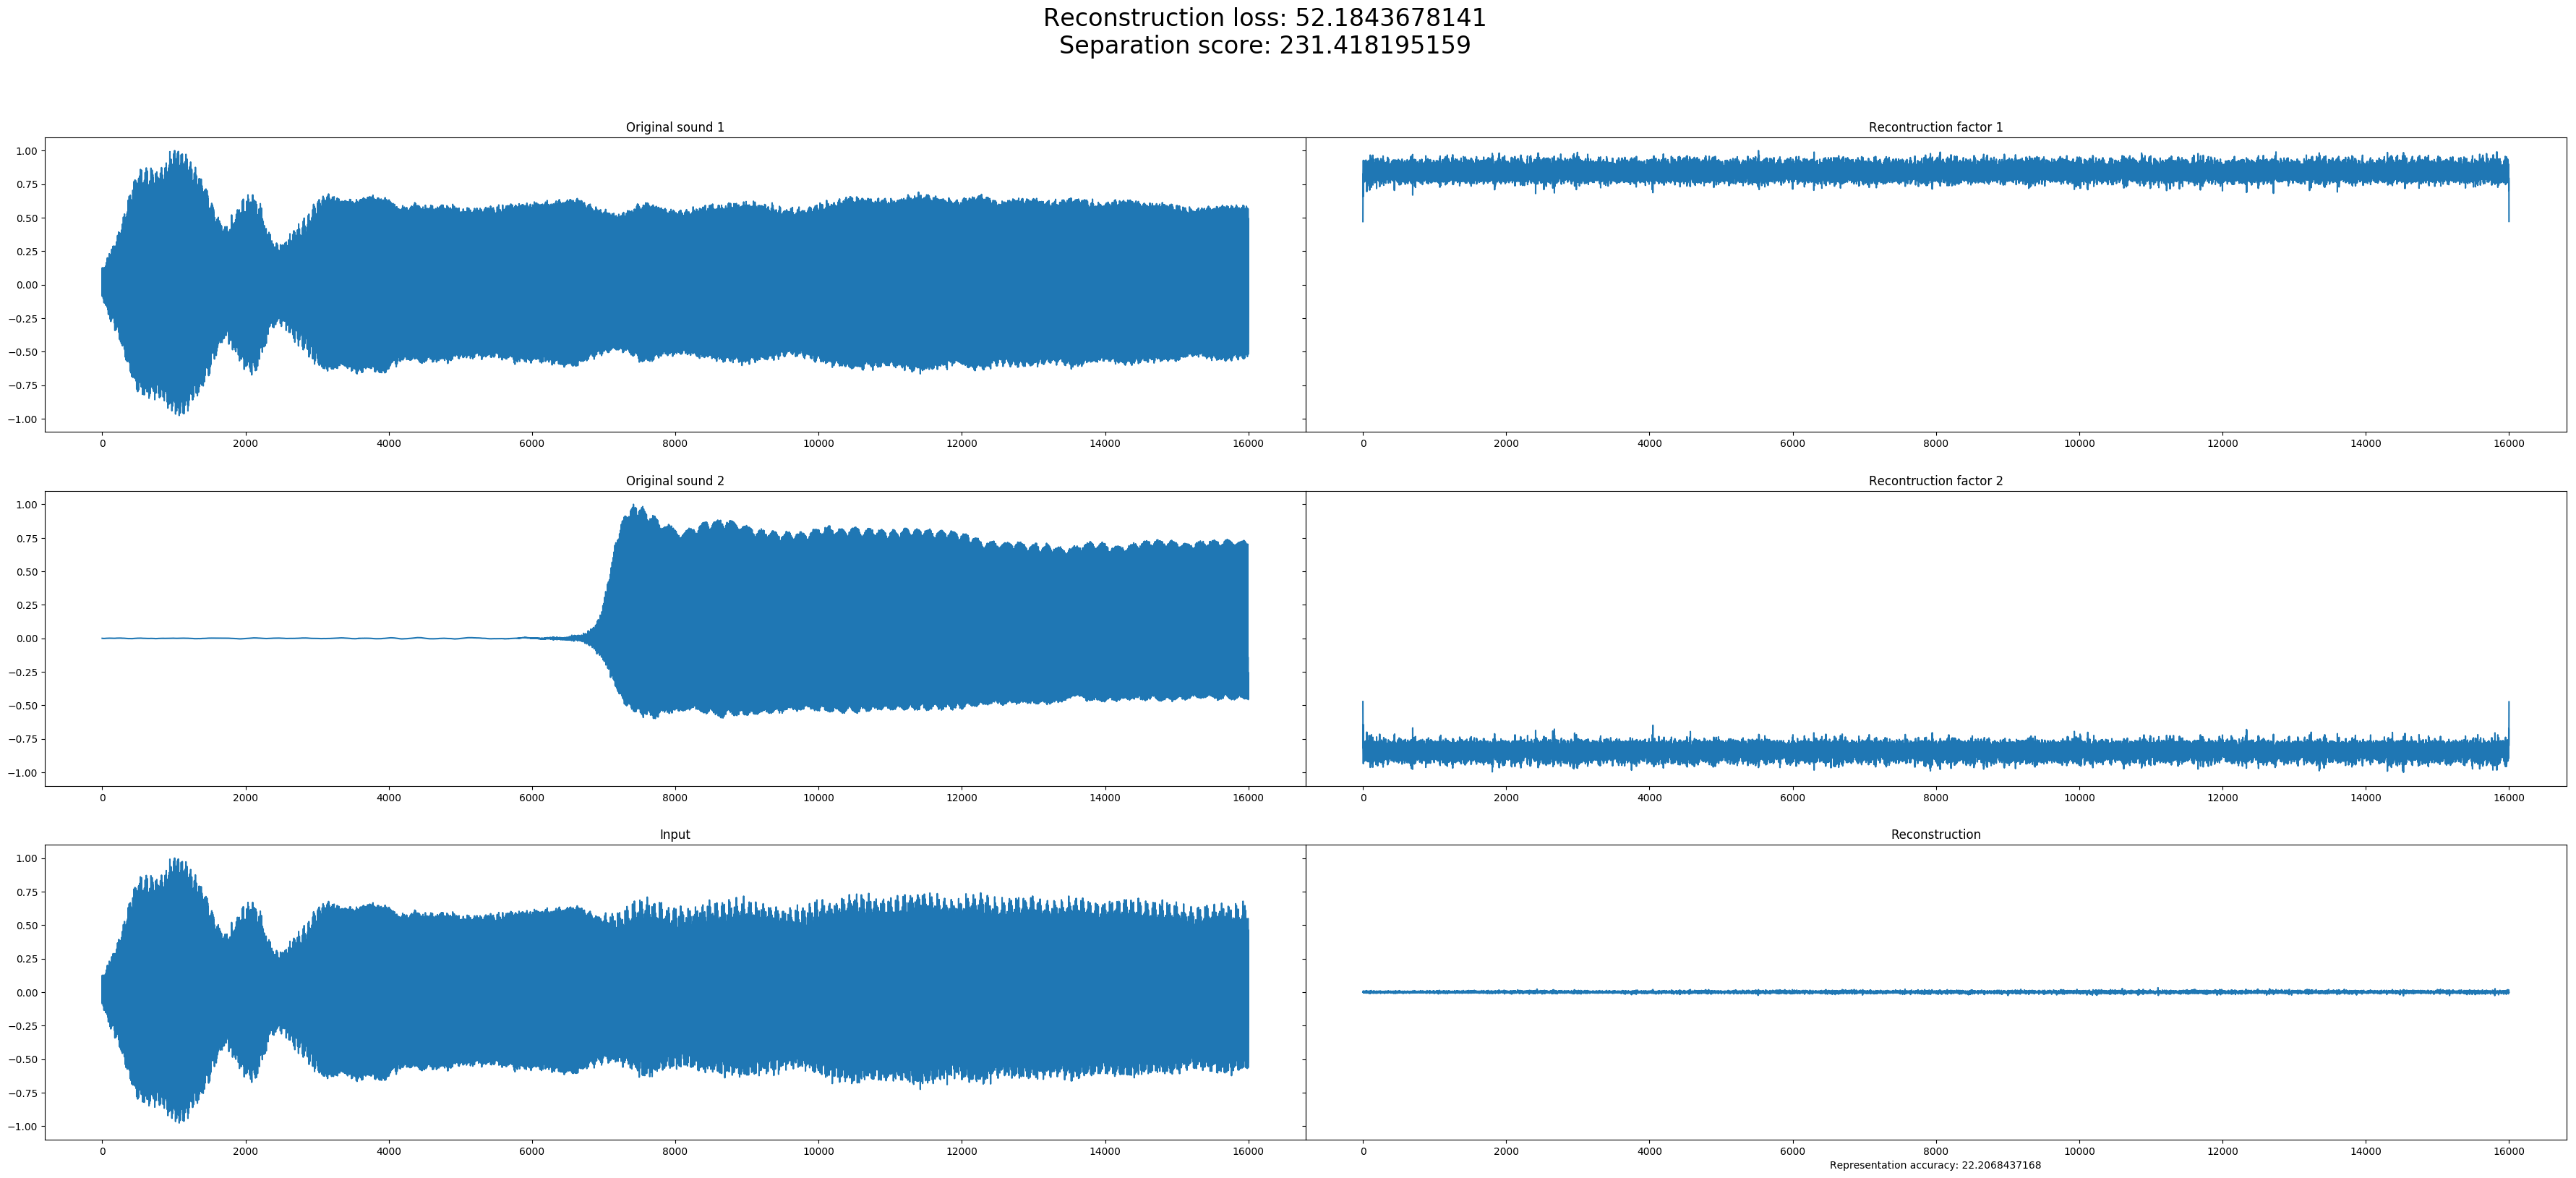 Reconstruction loss: 52.1843678141
Separation score: 231.418195159
Original sound 1
Recontruction factor 1
1.00
0.75
0.50
0.25
0.00
−0.25
−0.50
−0.75
−1.00
0 2000 4000 6000 8000 10000 12000 14000 16000
0 2000 4000 6000 8000 10000 12000 14000 16000
Original sound 2
Reconstruction factor 2
1.00
0.75
0.50
0.25
0.00
−0.25
−0.50
−0.75
−1.00
0 2000 4000 6000 8000 10000 12000 14000 16000
0 2000 4000 6000 8000 10000 12000 14000 16000
Input
Reconstruction
1.00
0.75
0.50
0.25
0.00
−0.25
−0.50
−0.75
−1.00
0 2000 4000 6000 8000 10000 12000 14000 16000
0 2000 4000 6000 8000 10000 12000 14000 16000
Representation accuracy: 22.2068437168